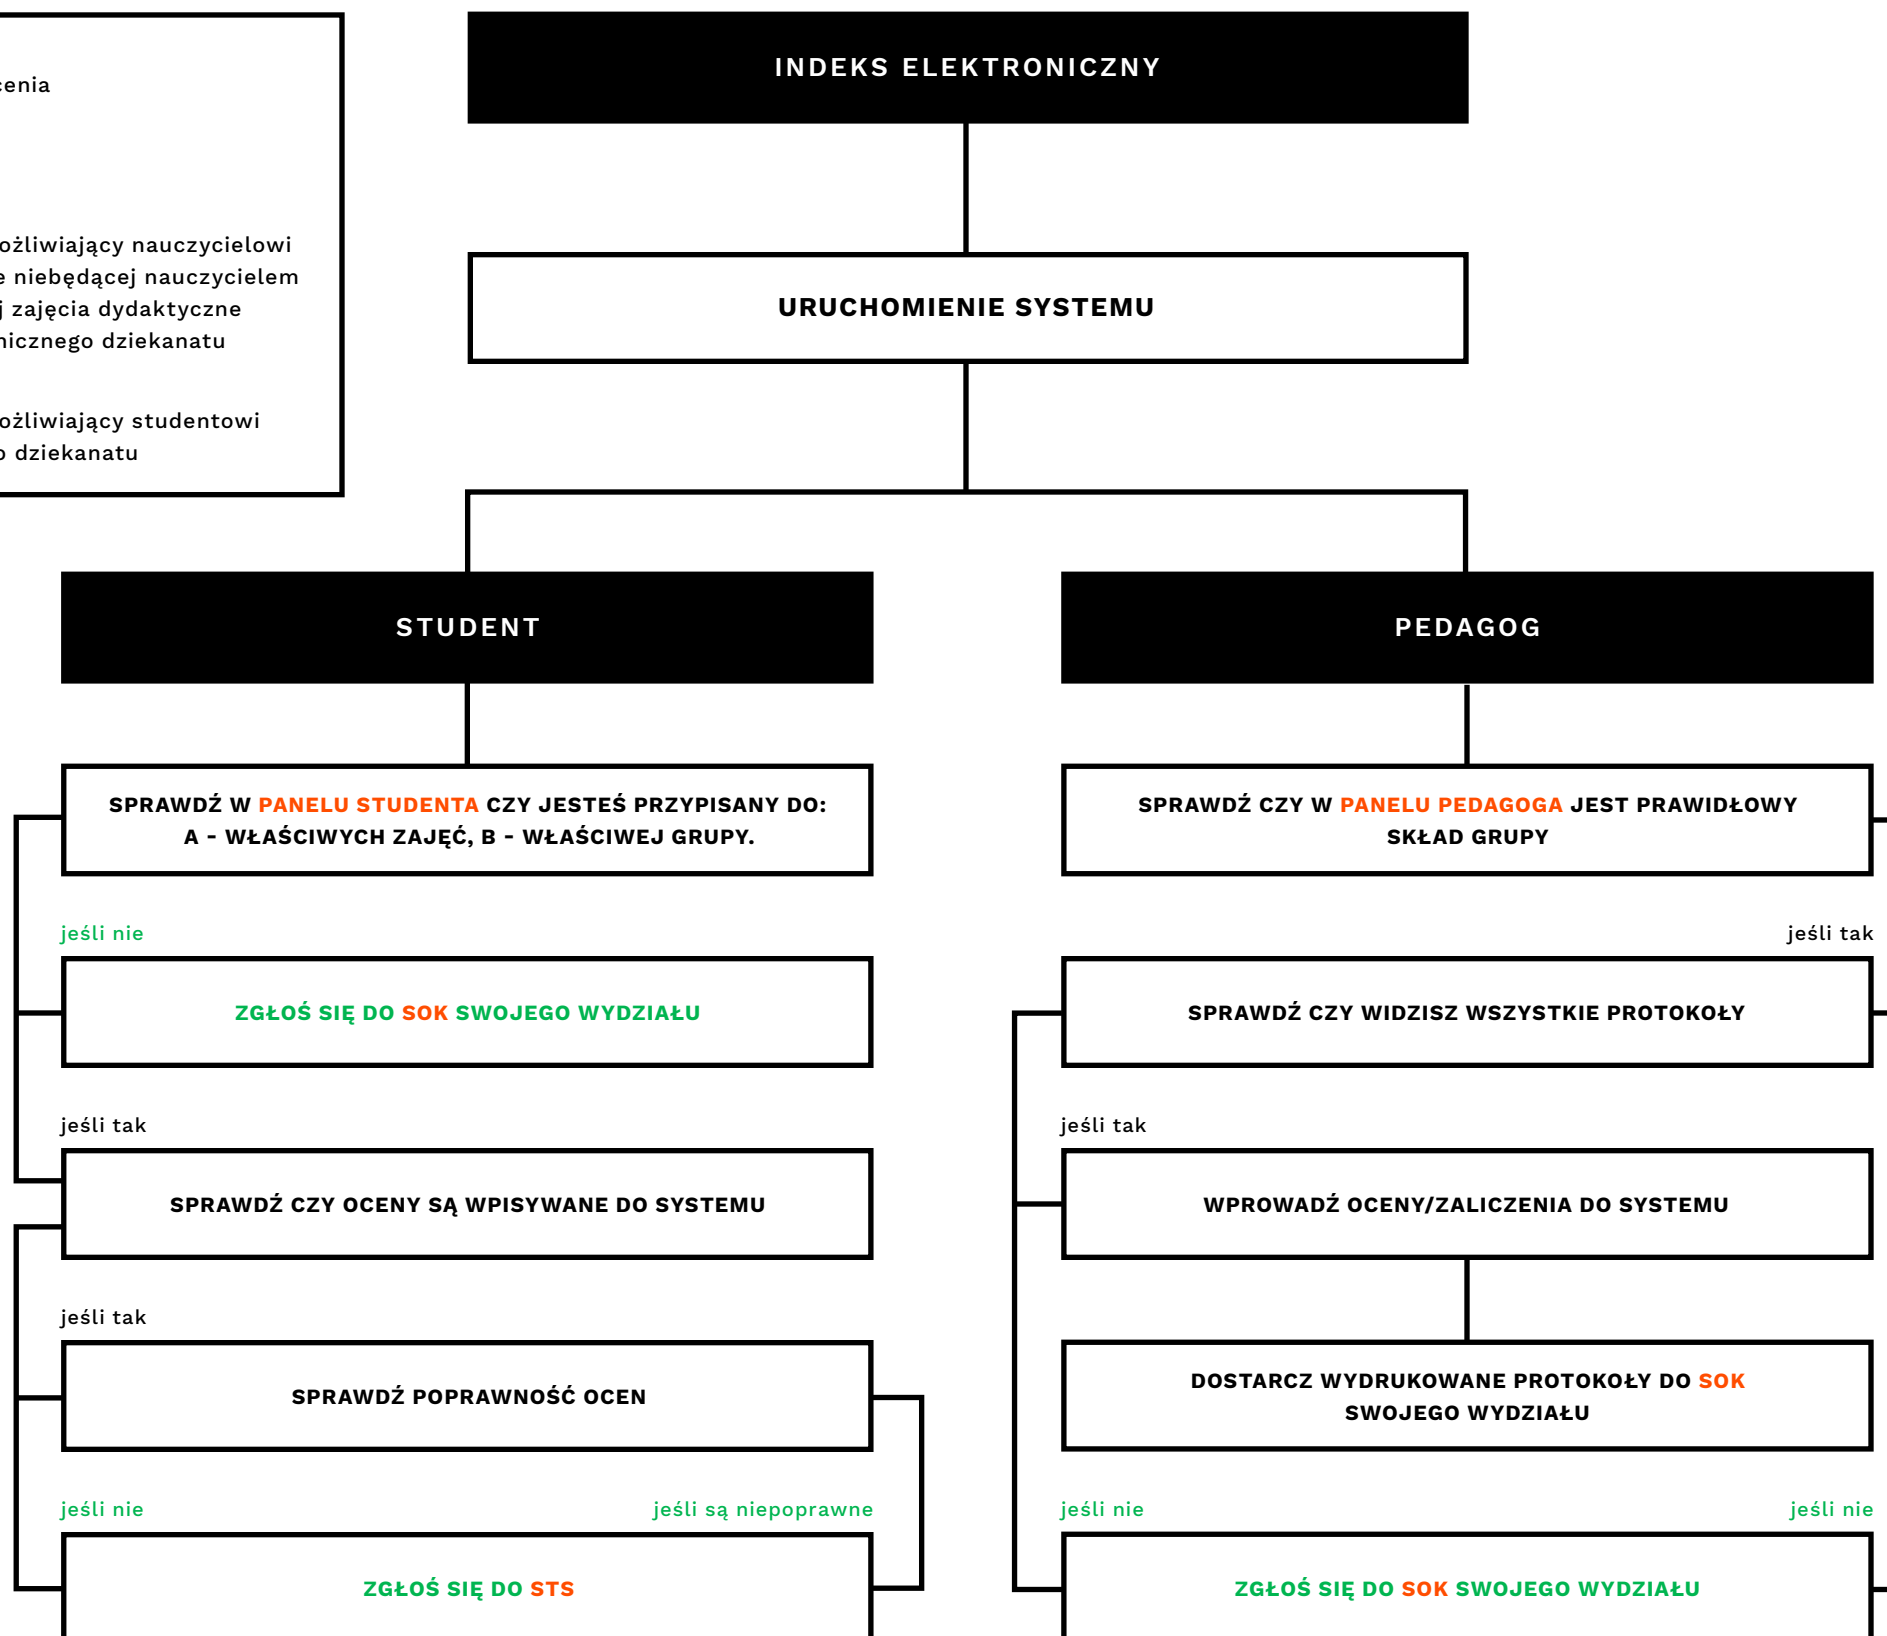 INDEKS ELEKTRONICZNY
nauczycielowi
niebędącej nauczycielem
zajęcia dydaktyczne
dziekanatu
studentowi
dziekanatu
URUCHOMIENIE SYSTEMU
STUDENT
SPRAWDŹ W PANELU STUDENTA CZY JESTEŚ PRZYPISANY DO:
A - WŁAŚCIWYCH ZAJĘĆ, B - WŁAŚCIWEJ GRUPY.
jeśli nie
ZGŁOŚ SIĘ DO SOK SWOJEGO WYDZIAŁU
jeśli tak
SPRAWDŹ CZY OCENY SĄ WPISYWANE DO SYSTEMU
jeśli tak
SPRAWDŹ POPRAWNOŚĆ OCEN
jeśli nie
jeśli są niepoprawne
ZGŁOŚ SIĘ DO STS
PEDAGOG
SPRAWDŹ CZY W PANELU PEDAGOGA JEST PRAWIDŁOWY
SKŁAD GRUPY
jeśli tak
SPRAWDŹ CZY WIDZISZ WSZYSTKIE PROTOKOŁY
jeśli tak
WPROWADŹ OCENY/ZALICZENIA DO SYSTEMU
DOSTARCZ WYDRUKOWANE PROTOKOŁY DO SOK
SWOJEGO WYDZIAŁU
jeśli nie
jeśli nie
ZGŁOŚ SIĘ DO SOK SWOJEGO WYDZIAŁU